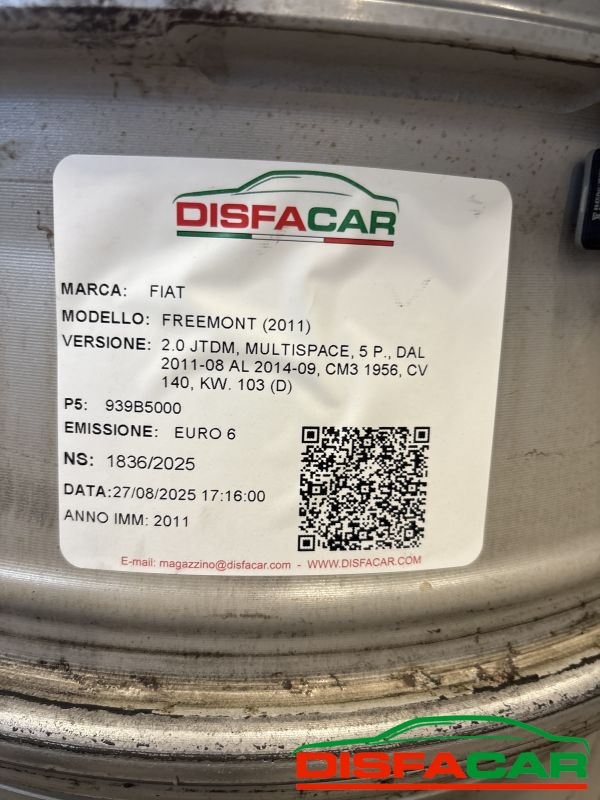 DISFACAR
MARCA: FIAT
MODELLO: FREEMONT (2011)
VERSIONE: 2.0 JTDM, MULTISPACE, 5 P., DAL
2011-08 AL 2014-09, CM3 1956, CV
140, KW. 103 (D)
P5: 939B5000
EMISSIONE: EURO 6
NS: 1836/2025
DATA:27/08/2025 17:16:00
ANNO IMM: 2011
E-mail: magazzino@disfacar.com - WWW.DISFACAR.COM
DISFACAR